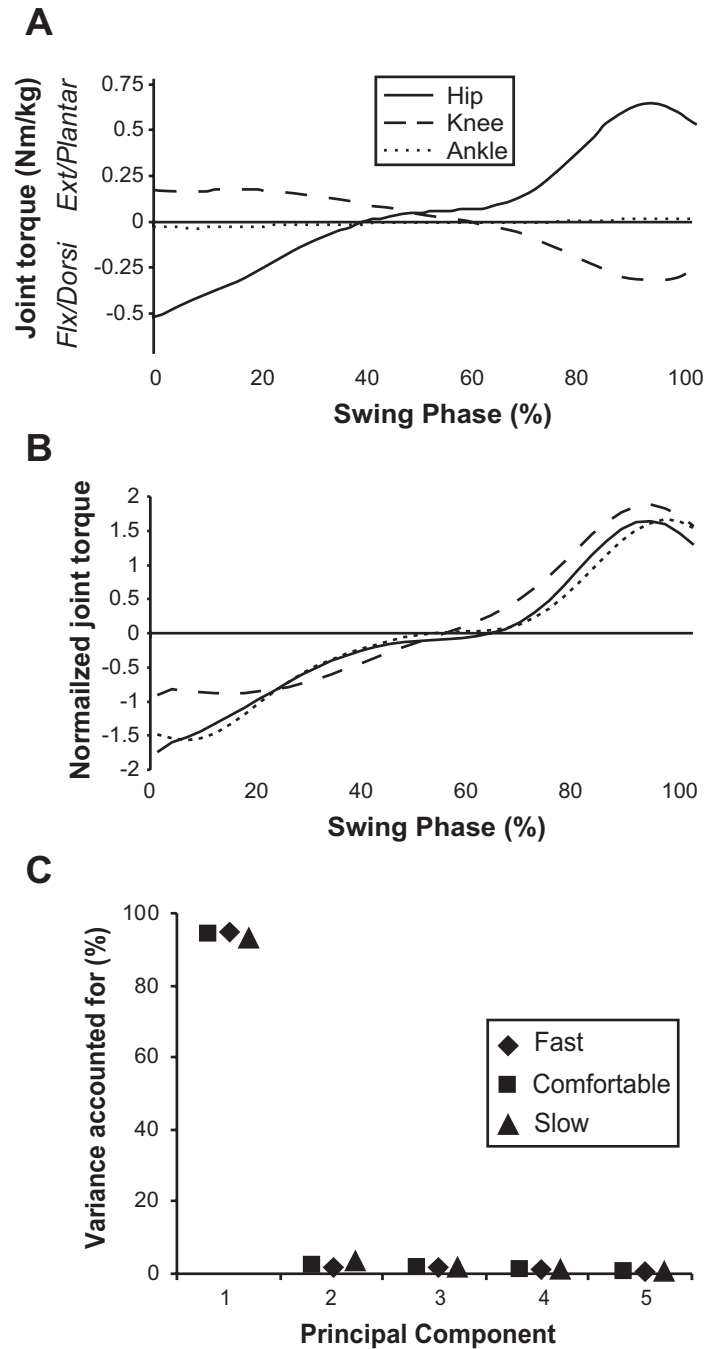 A
Joint torque (Nm/kg)
Flx/Dorsi Ext/Plantar
0.75
0.5
0.25
0
-0.25
-0.5
Hip
Knee
Ankle
0 20 40 60 80 100
Swing Phase (%)
B
Normailzed joint torque
2
1.5
1
0.5
0
-0.5
-1
-1.5
-2
0 20 40 60 80 100
Swing Phase (%)
C
Variance accounted for (%)
100
80
60
40
20
0
Fast
Comfortable
Slow
1 2 3 4 5
Principal Component